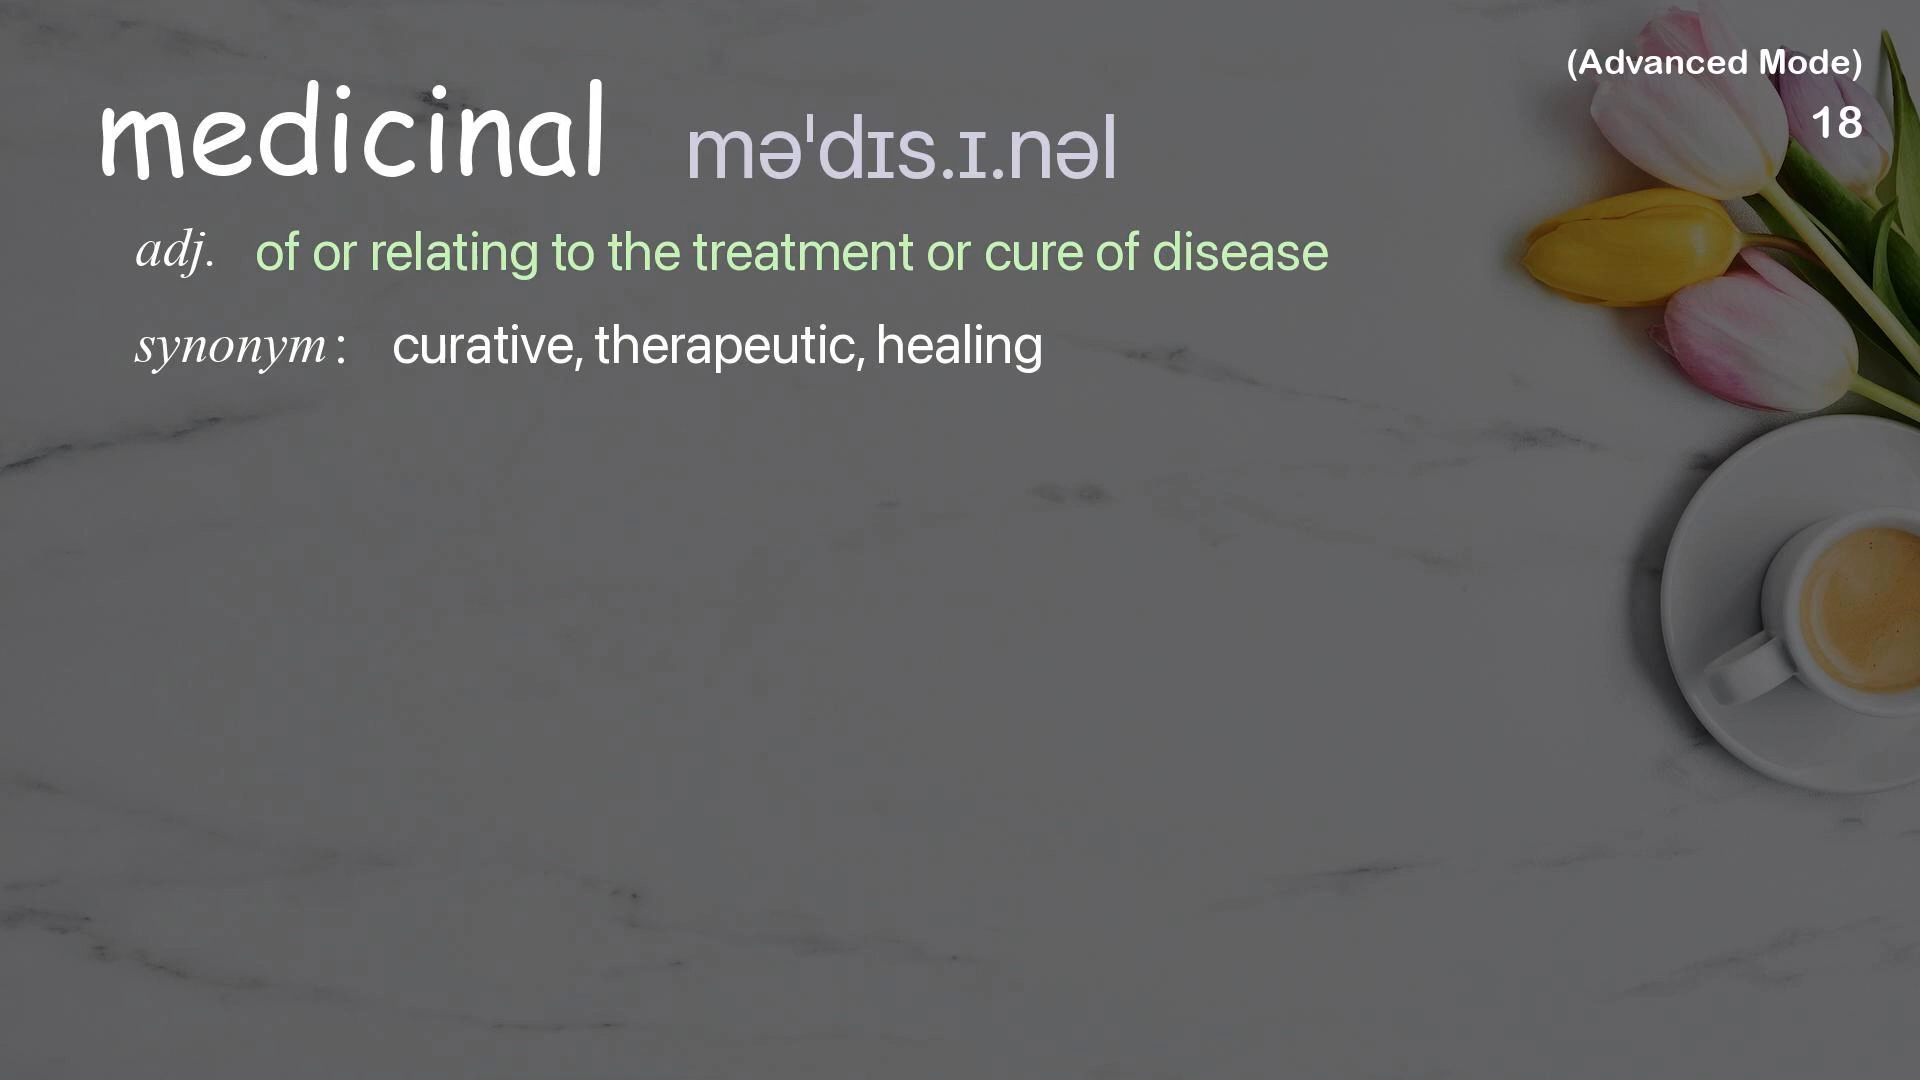 (Advanced Mode)
18
medicinal məˈdɪs.ɪ.nəl
adj. of or relating to the treatment or cure of disease
synonym : curative, therapeutic, healing